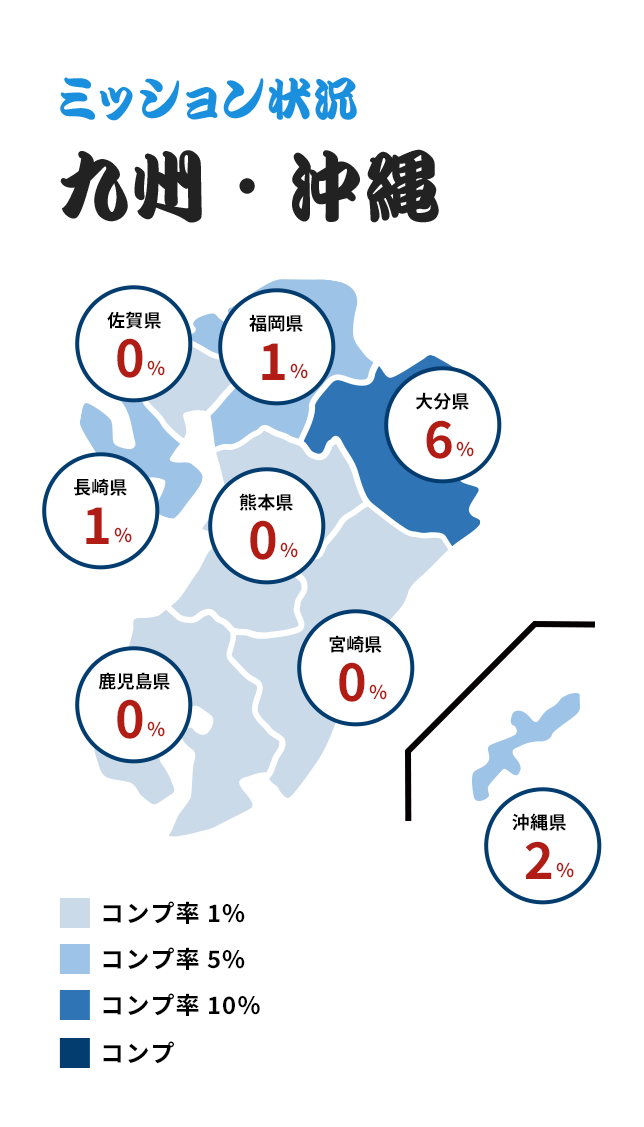 ミッション状況
九州・沖縄
佐賀県
0%
福岡県
1%
大分県
6%
長崎県
1%
熊本県
0%
宮崎県
0%
鹿児島県
0%
沖縄県
2%
コンプ率 1%
コンプ率 5%
コンプ率 10%
コンプ